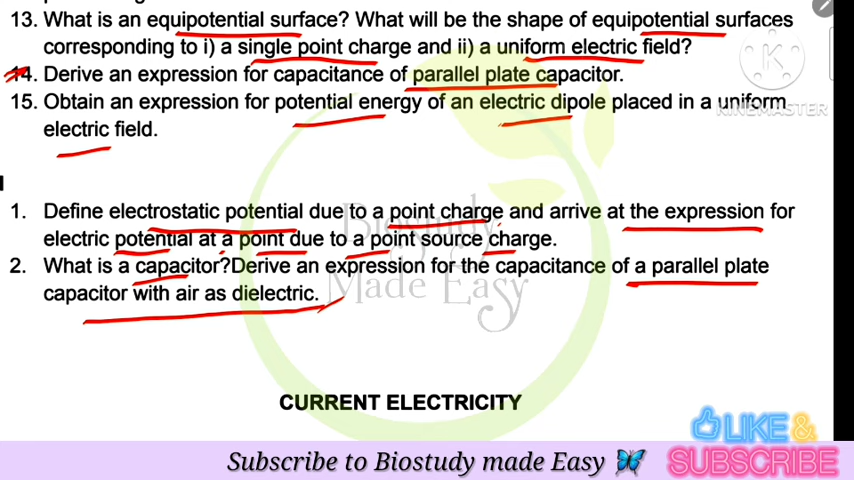 13. What is an equipotential surface? What will be the shape of equipotential surfaces
corresponding to i) a single point charge and ii) a uniform electric field?
14. Derive an expression for capacitance of parallel plate capacitor.
15. Obtain an expression for potential energy of an electric dipole placed in a uniform
electric field.
KINEMASTER
1. Define electrostatic potential due to a point charge and arrive at the expression for
electric potential at a point due to a point source charge.
2. What is a capacitor?Derive an expression for the capacitance of a parallel plate
capacitor with air as dielectric.
Biostudy
Made Easy
CURRENT ELECTRICITY
LIKE &
SUBSCRIBE
Subscribe to Biostudy made Easy 🦋